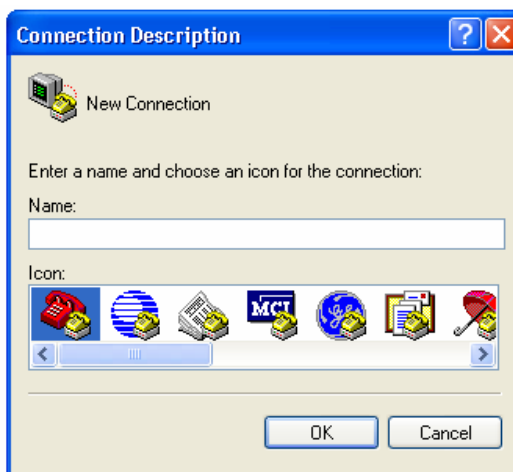 Connection Description
New Connection
Enter a name and choose an icon for the connection:
Name:
Icon:
MCI
OK
Cancel